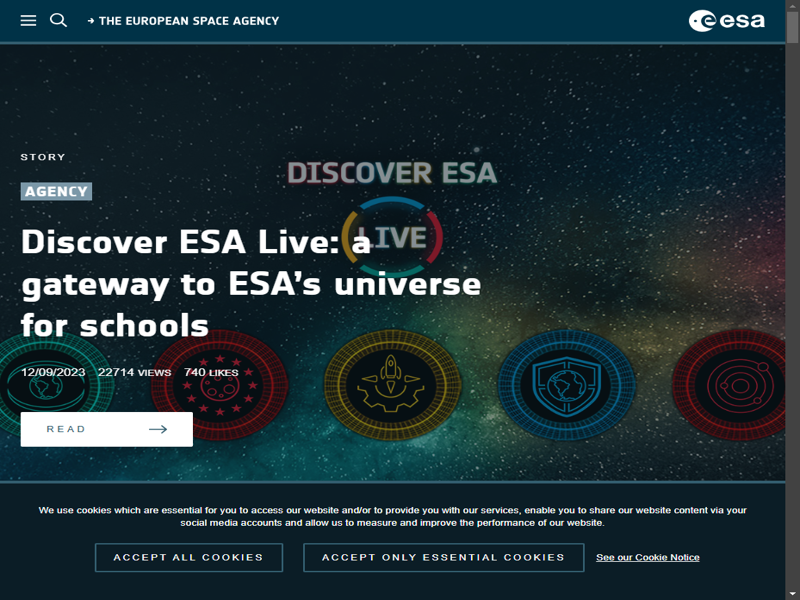 → THE EUROPEAN SPACE AGENCY
esa
STORY
AGENCY
DISCOVER ESA
LIVE
Discover ESA Live: a
gateway to ESA’s universe
for schools
12/09/2023 22714 VIEWS 740 LIKES
READ →
We use cookies which are essential for you to access our website and/or to provide you with our services, enable you to share our website content via your
social media accounts and allow us to measure and improve the performance of our website.
ACCEPT ALL COOKIES ACCEPT ONLY ESSENTIAL COOKIES See our Cookie Notice